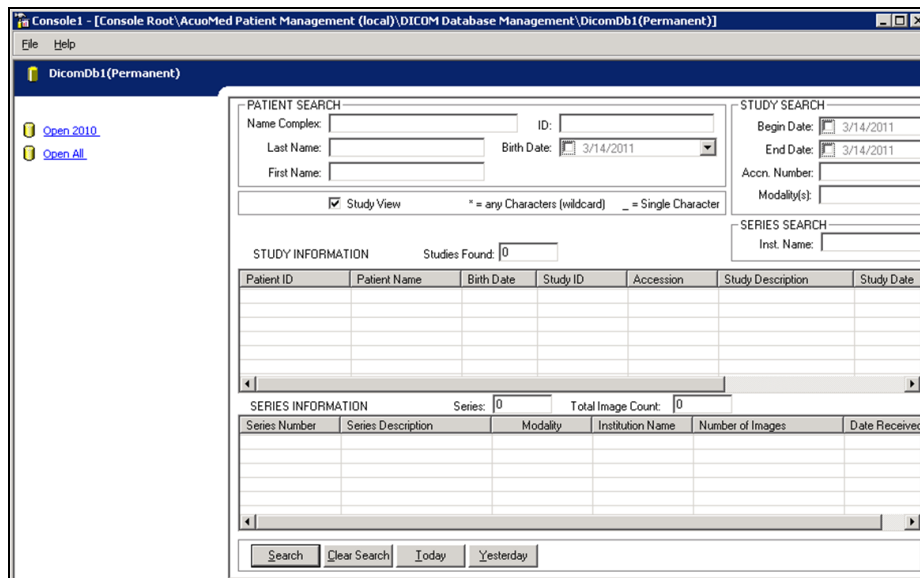 Console1 - [Console Root\AcuoMed Patient Management (local)\DICOM Database Management\DicomDb1(Permanent)]
File Help
DicomDb1(Permanent)
Open 2010
Open All
PATIENT SEARCH
Name Complex: ID:
Last Name: Birth Date: 3/14/2011
First Name:
STUDY SEARCH
Begin Date: 3/14/2011
End Date: 3/14/2011
Accn. Number:
Modality(s):
Study View * = any Characters (wildcard) _ = Single Character
SERIES SEARCH
Inst. Name:
STUDY INFORMATION Studies Found: 0
Patient ID Patient Name Birth Date Study ID Accession Study Description Study Date
SERIES INFORMATION Series: 0 Total Image Count: 0
Series Number Series Description Modality Institution Name Number of Images Date Received
Search Clear Search Today Yesterday